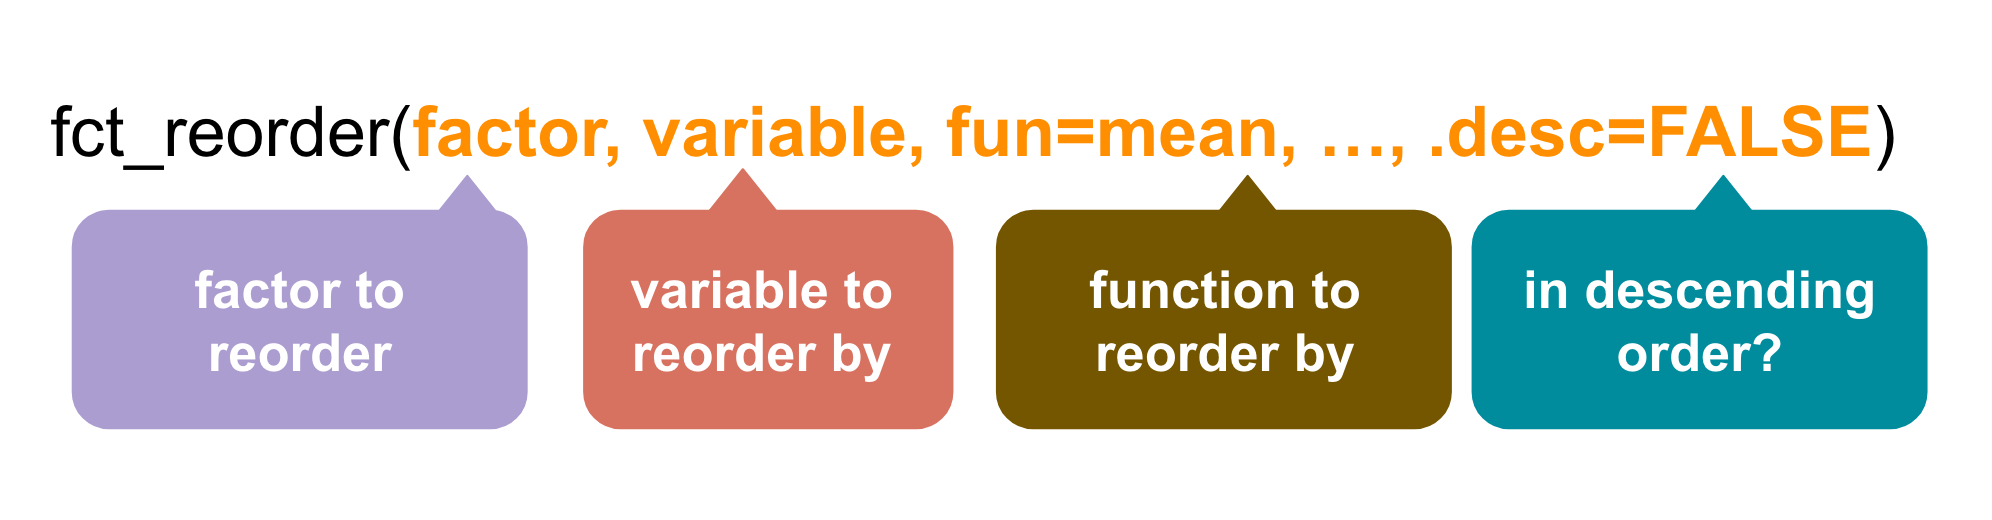 fct_reorder(factor, variable, fun=mean, …, .desc=FALSE)
factor to
reorder
variable to
reorder by
function to
reorder by
in descending
order?